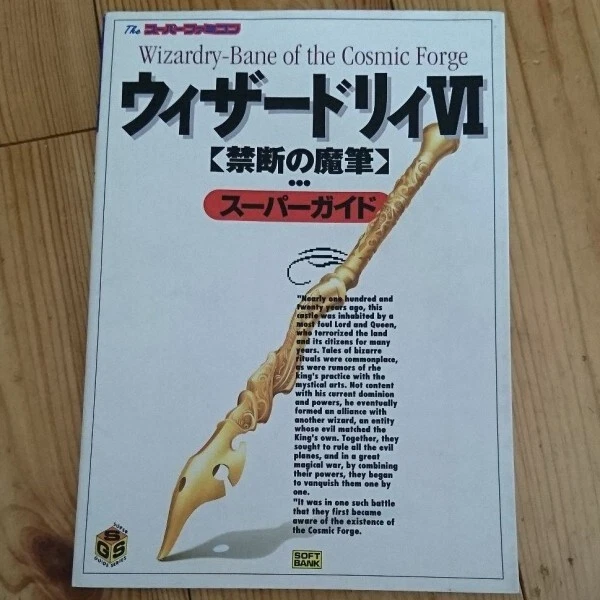 The スーパーファミコン
Wizardry-Bane of the Cosmic Forge
ウィザードリィVI
【禁断の魔筆】
スーパーガイド
"Nearly one hundred and
twenty years ago, this
castle was inhabited by a
most foul Lord and Queen,
who terrorized the land
and its citizens for many
years. Tales of bizarre
rituals were commonplace,
as were rumors of rhe
king's practice with the
mystical arts. Not content
with his current dominion
and powers, he eventually
formed an alliance with
another wizard, an entity
whose evil matched the
King's own. Together, they
sought to rule all the evil
planes, and in a great
magical war, by combining
their powers, they began
to vanquish them one by
one.
"It was in one such battle
that they first became
aware of the existence of
the Cosmic Forge.
SUPER
SGS
GUIDE SERIES
SOFT
BANK